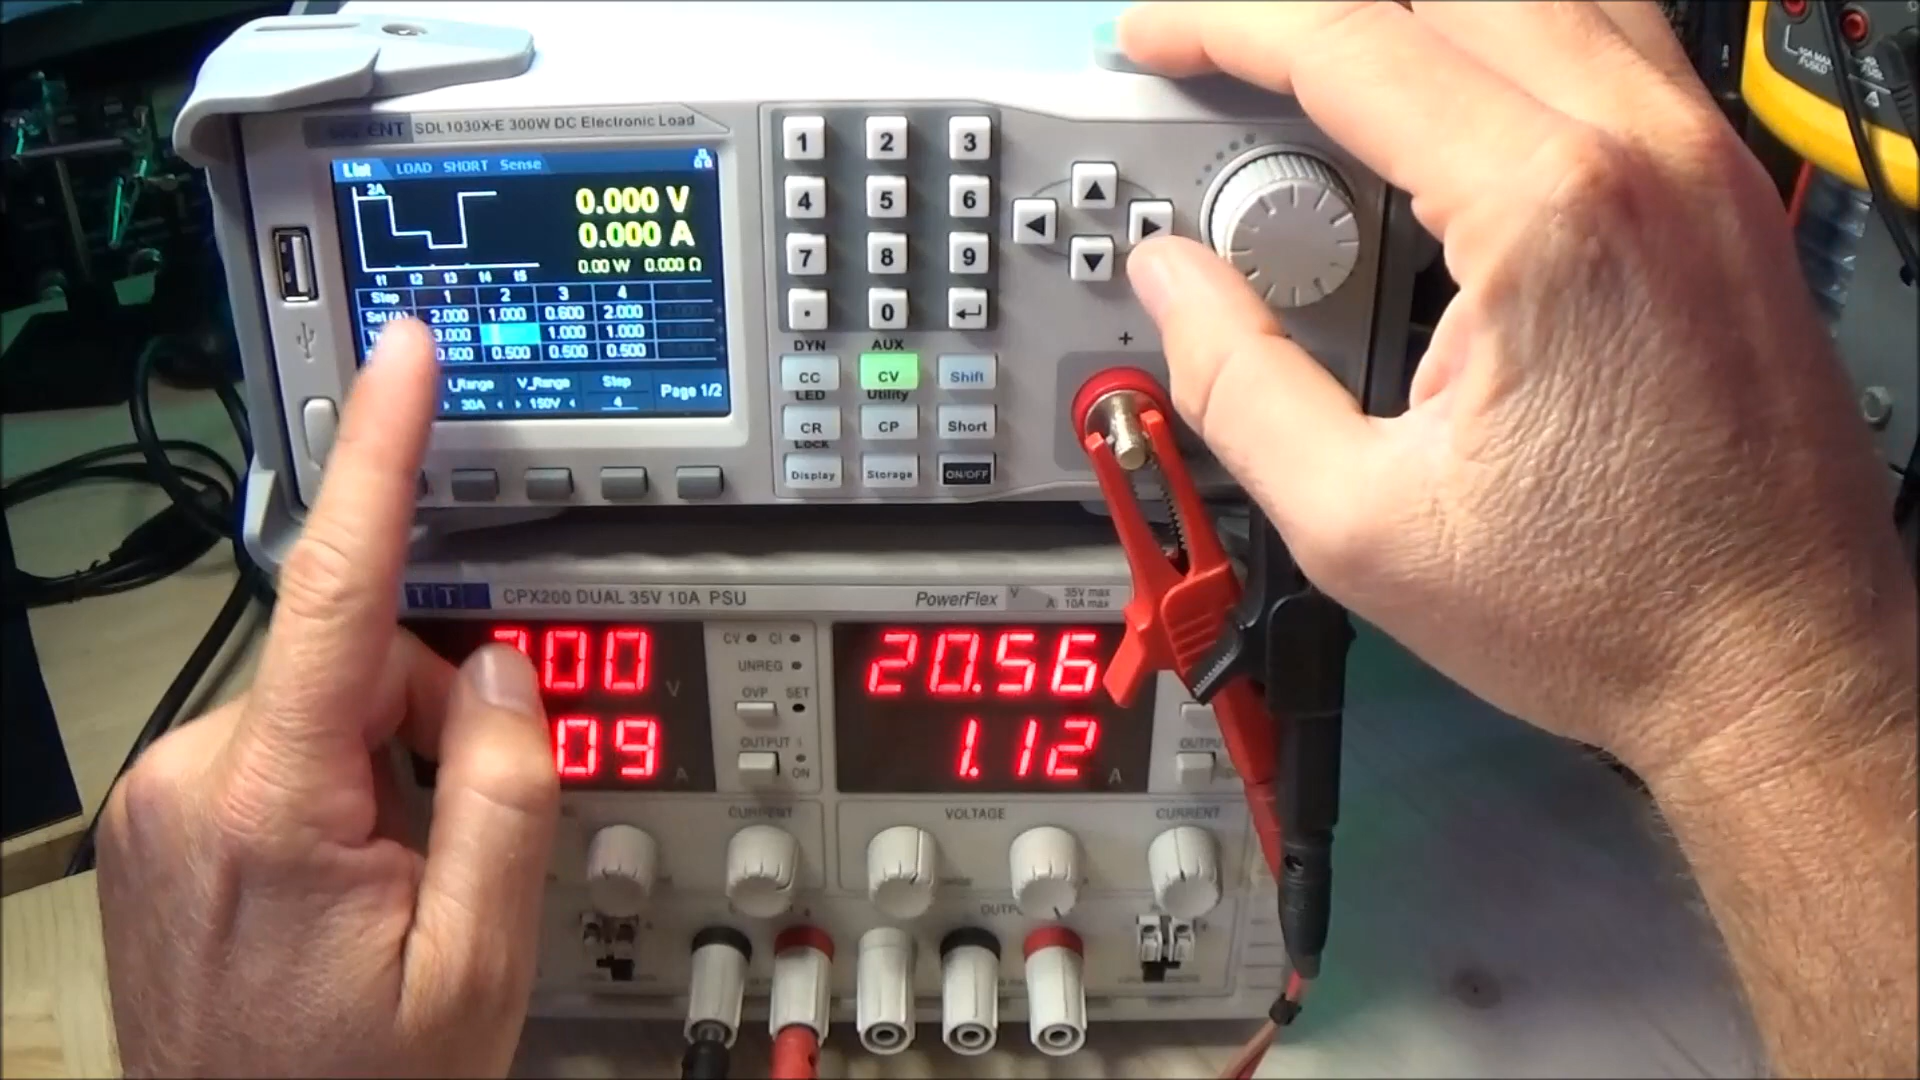 ENT SDL1030X-E 300W DC Electronic Load
List LOAD SHORT Sense
2A
0.000 V
0.000 A
0.00 W 0.000 Ω
t1 t2 t3 t4 t5
Step 1 2 3 4
Set(A) 2.000 1.000 0.600 2.000
3.000 1.000 1.000
0.500 0.500 0.500 0.500
I_Range V_Range Step
30A 150V 4
Page 1/2
1 2 3
4 5 6
7 8 9
. 0
DYN AUX
CC CV Shift
LED Utility
CR CP Short
Lock
Display Storage ON/OFF
+
TT CPX200 DUAL 35V 10A PSU
PowerFlex V 35V max
A 10A max
00 V
09 A
CV CI
UNREG
OVP SET
OUTPUT
ON
20.56
1.12 A
CURRENT VOLTAGE CURRENT